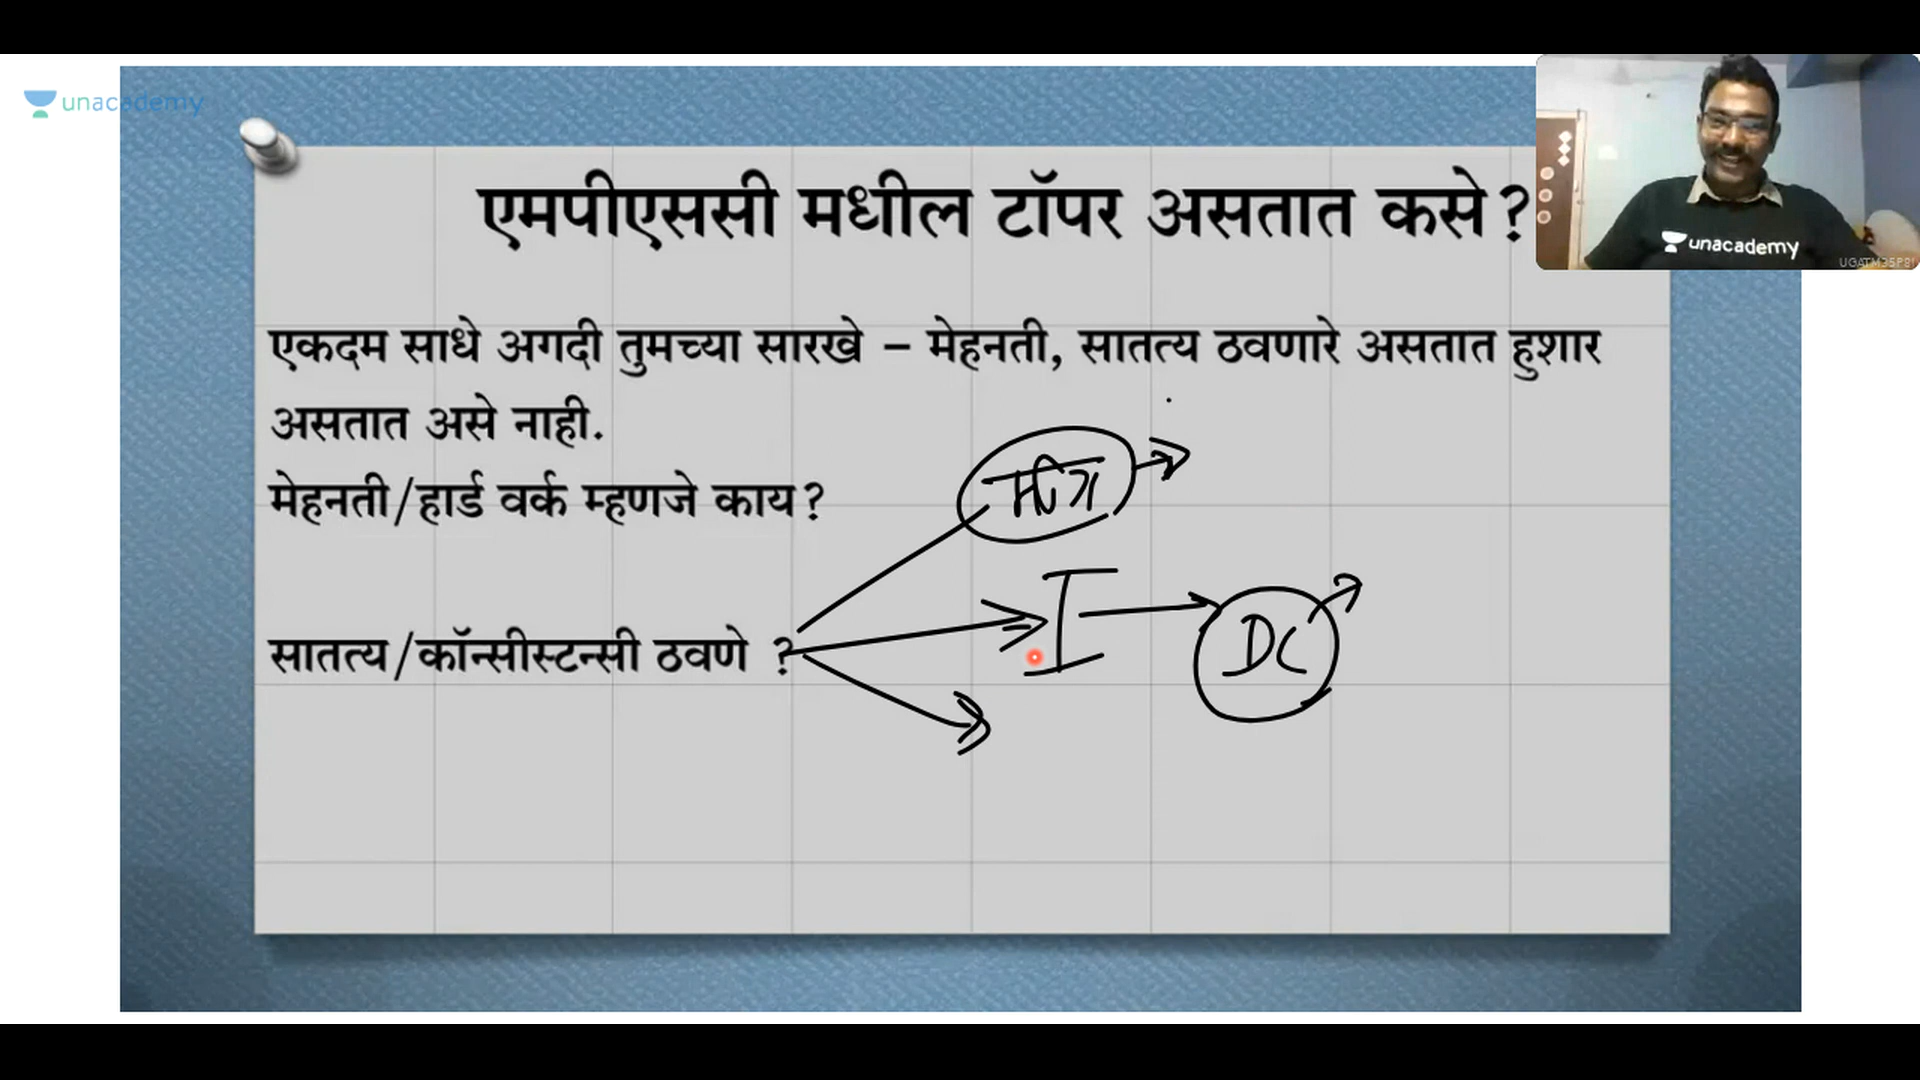 unacademy
एमपीएससी मधील टॉपर असतात कसे?
unacademy
UGATM35P8I
एकदम साधे अगदी तुमच्या सारखे – मेहनती, सातत्य ठवणारे असतात हुशार
असतात असे नाही.
मेहनती/हार्ड वर्क म्हणजे काय?
मित्र
I
DC
सातत्य/कॉन्सीस्टन्सी ठवणे ?